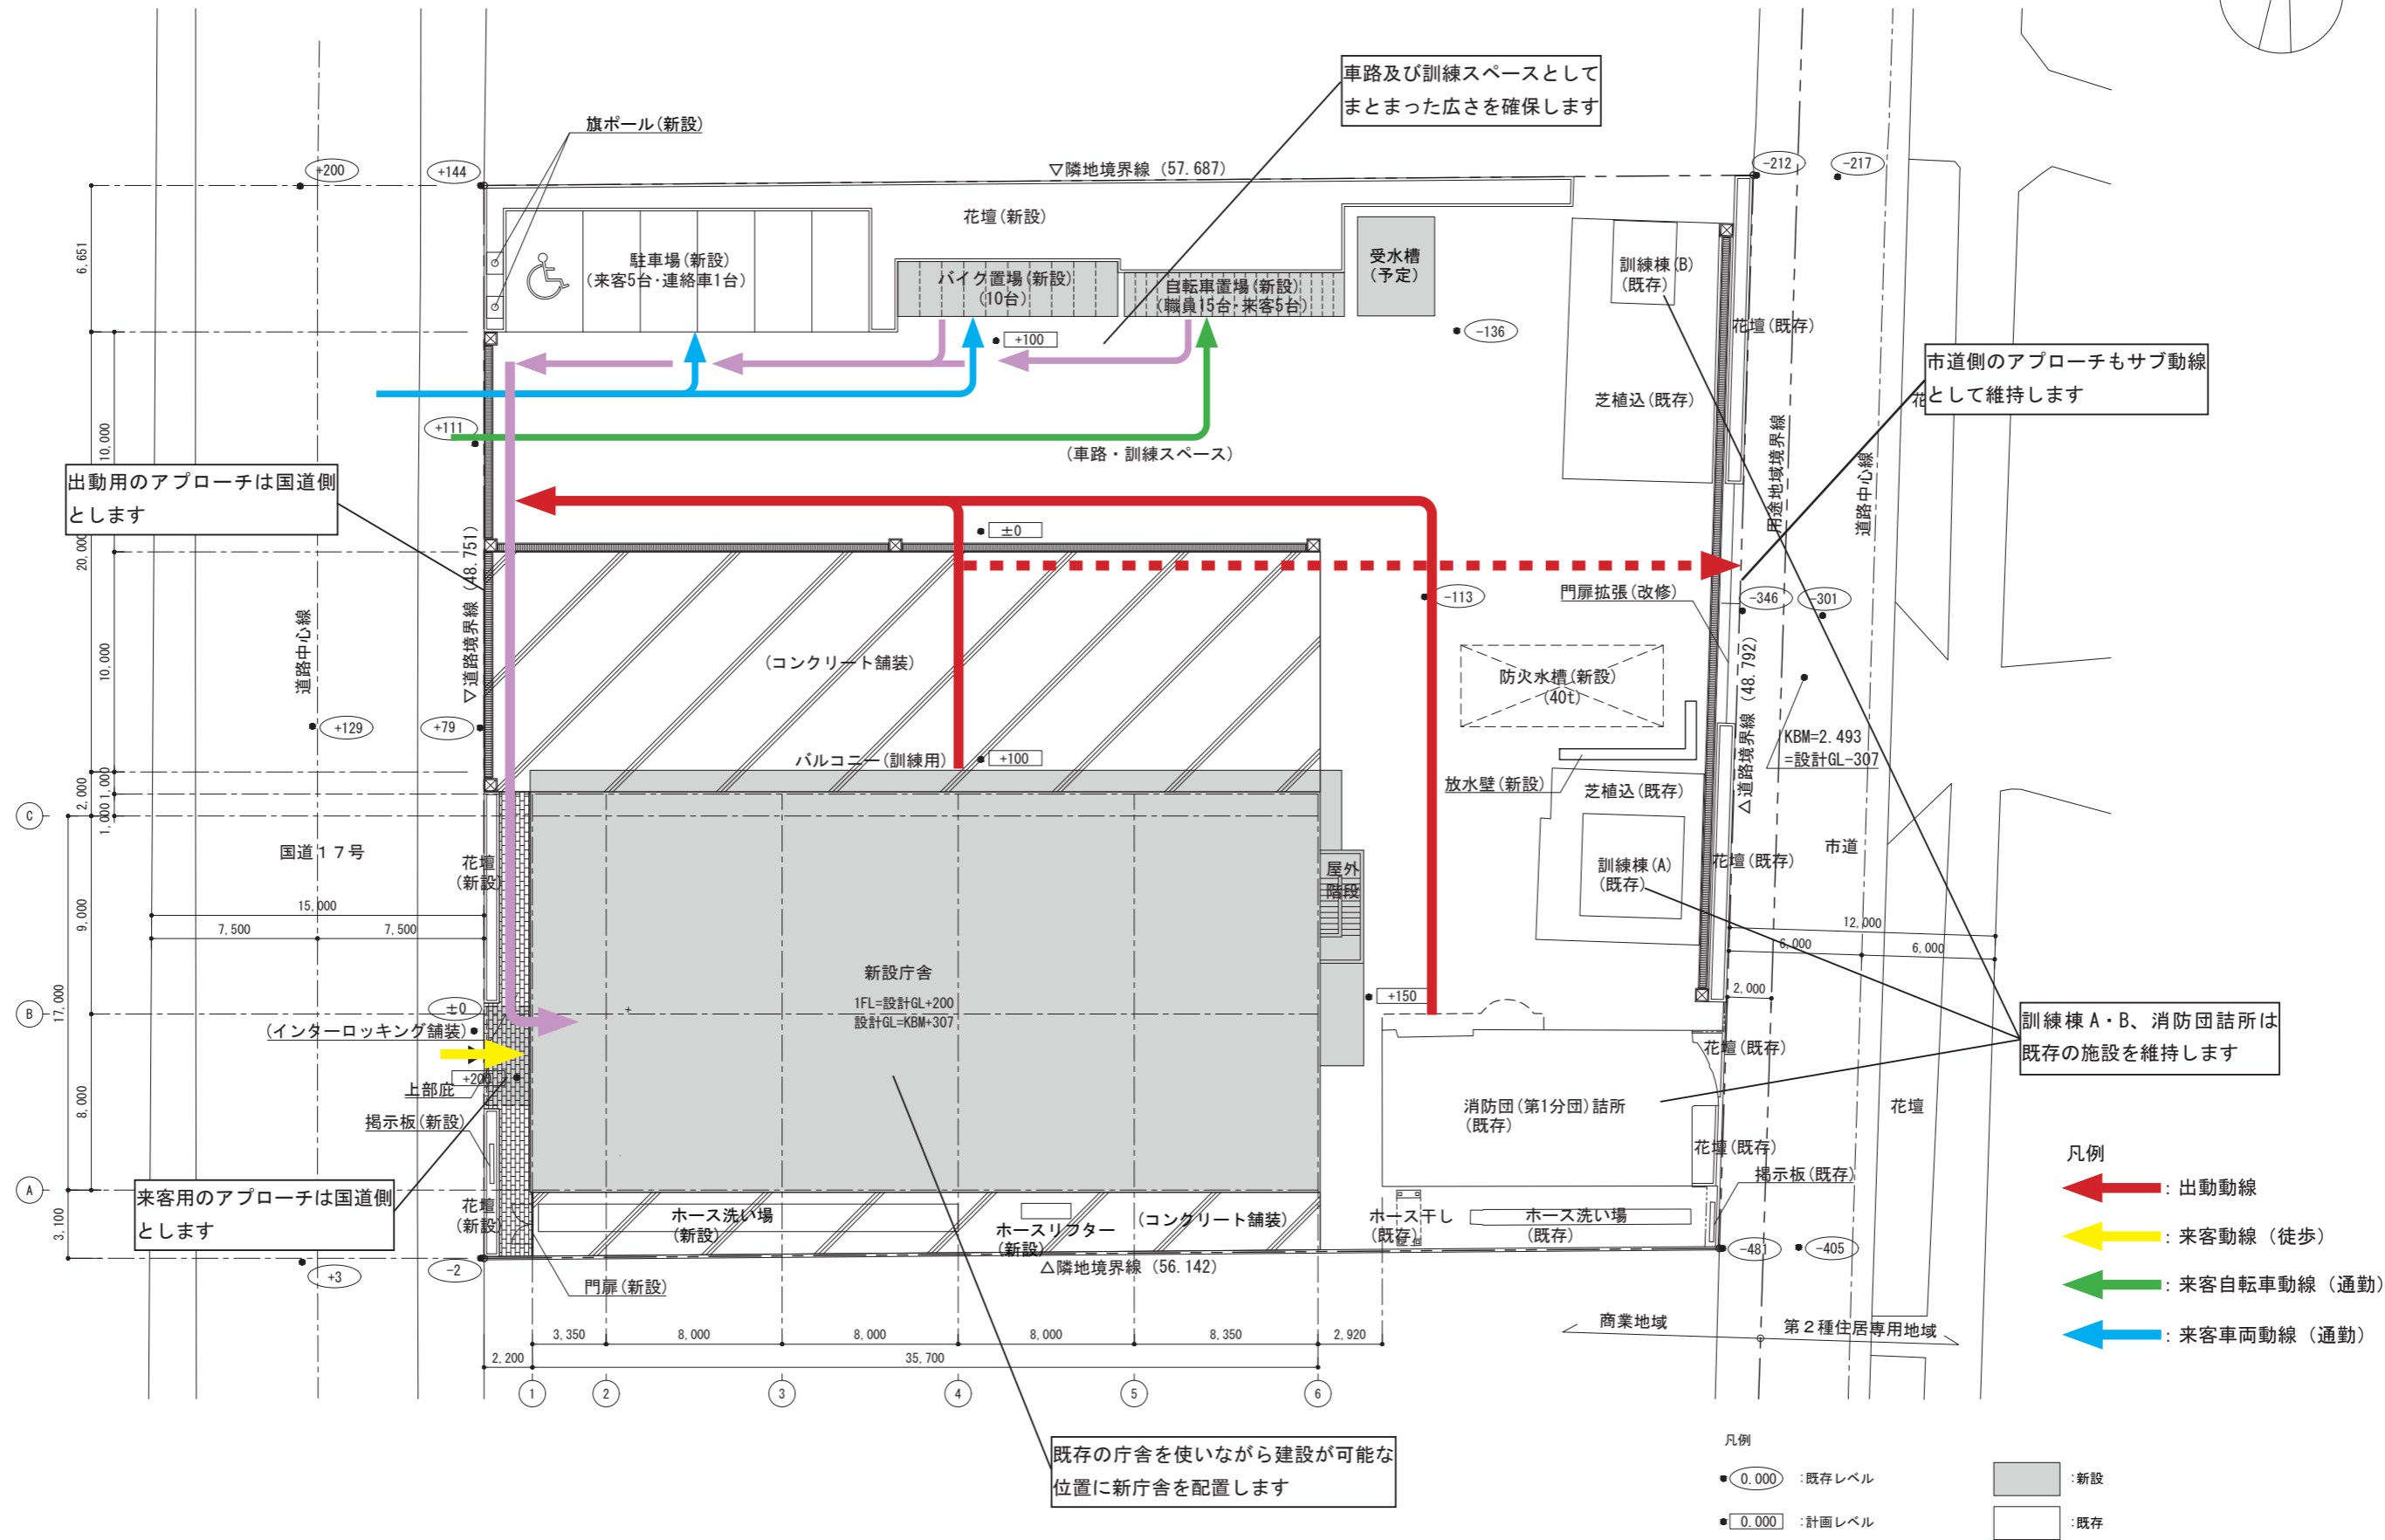 車路及び訓練スペースとして
まとまった広さを確保します
旗ポール(新設)
+200
+144
▽隣地境界線 (57.687)
-212
-217
花壇(新設)
駐車場(新設)
(来客5台・連絡車1台)
バイク置場(新設)
(10台)
自転車置場(新設)
(職員15台・来客5台)
受水槽
(予定)
訓練棟(B)
(既存)
花壇(既存)
6,651
+100
-136
市道側のアプローチもサブ動線
として維持します
芝植込(既存)
花
+111
(車路・訓練スペース)
10,000
20,000
出動用のアプローチは国道側
とします
用途地域境界線
道路中心線
±0
▽道路境界線 (48.751)
道路中心線
-113
門扉拡張(改修)
-346
-301
(コンクリート舗装)
10,000
防火水槽(新設)
(40t)
△道路境界線 (48.792)
+129
+79
KBM=2.493
=設計GL-307
バルコニー(訓練用)
+100
放水壁(新設)
芝植込(既存)
2,000
1,000
1,000
C
国道17号
花壇
(新設)
屋外
階段
訓練棟(A)
(既存)
花壇(既存)
市道
15,000
7,500
7,500
9,000
12,000
6,000
6,000
新設庁舎
1FL=設計GL+200
設計GL=KBM+307
+150
2,000
B
17,000
±0
(インターロッキング舗装)
訓練棟A・B、消防団詰所は
既存の施設を維持します
花壇(既存)
+200
上部庇
8,000
掲示板(新設)
消防団(第1分団)詰所
(既存)
花壇
花壇(既存)
掲示板(既存)
A
来客用のアプローチは国道側
とします
花壇
(新設)
3,100
ホース洗い場
(新設)
ホースリフター
(新設)
(コンクリート舗装)
ホース干し
(既存)
ホース洗い場
(既存)
+3
-2
△隣地境界線 (56.142)
-481
-405
門扉(新設)
凡例
：出動動線
：来客動線（徒歩）
：来客自転車動線（通勤）
：来客車両動線（通勤）
商業地域
第2種住居専用地域
3,350
8,000
8,000
8,000
8,350
2,920
2,200
35,700
1
2
3
4
5
6
既存の庁舎を使いながら建設が可能な
位置に新庁舎を配置します
凡例
0.000 :既存レベル
:新設
0.000 :計画レベル
:既存